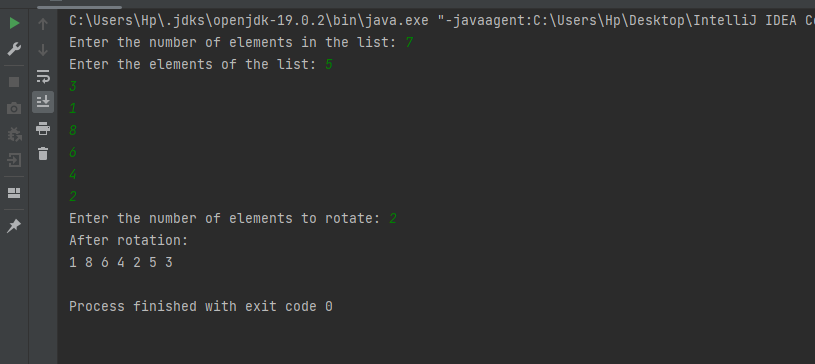 C:\Users\Hp\.jdks\openjdk-19.0.2\bin\java.exe "-javaagent:C:\Users\Hp\Desktop\IntelliJ IDEA Co
Enter the number of elements in the list: 7
Enter the elements of the list: 5
3
1
8
6
4
2
Enter the number of elements to rotate: 2
After rotation:
1 8 6 4 2 5 3
Process finished with exit code 0